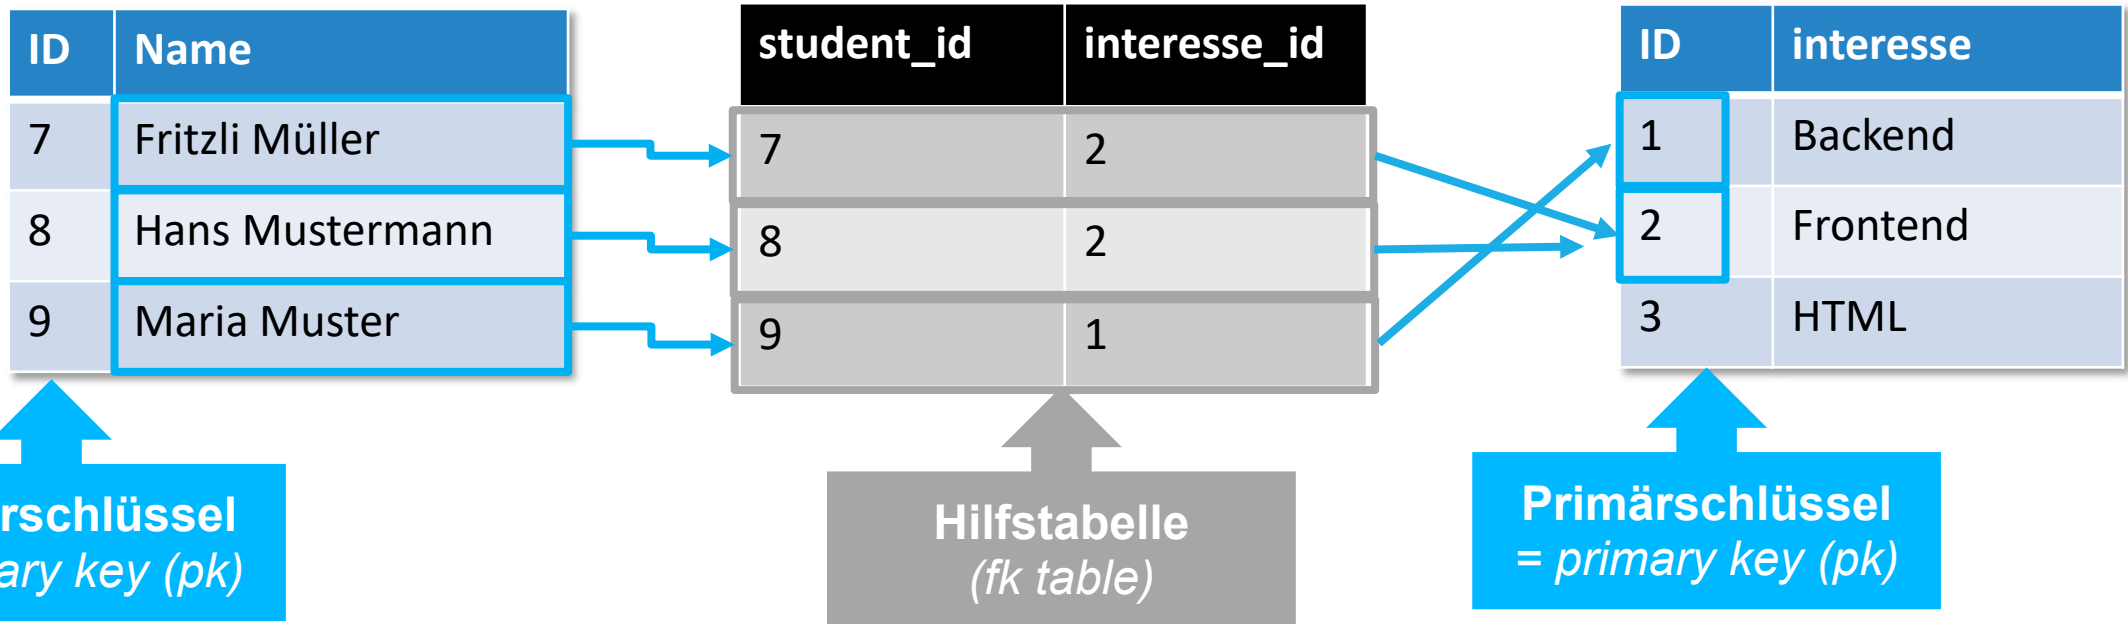 ID Name
7 Fritzli Müller
8 Hans Mustermann
9 Maria Muster
student_id interesse_id
7 2
8 2
9 1
ID interesse
1 Backend
2 Frontend
3 HTML
rschlüssel
ary key (pk)
Hilfstabelle
(fk table)
Primärschlüssel
= primary key (pk)